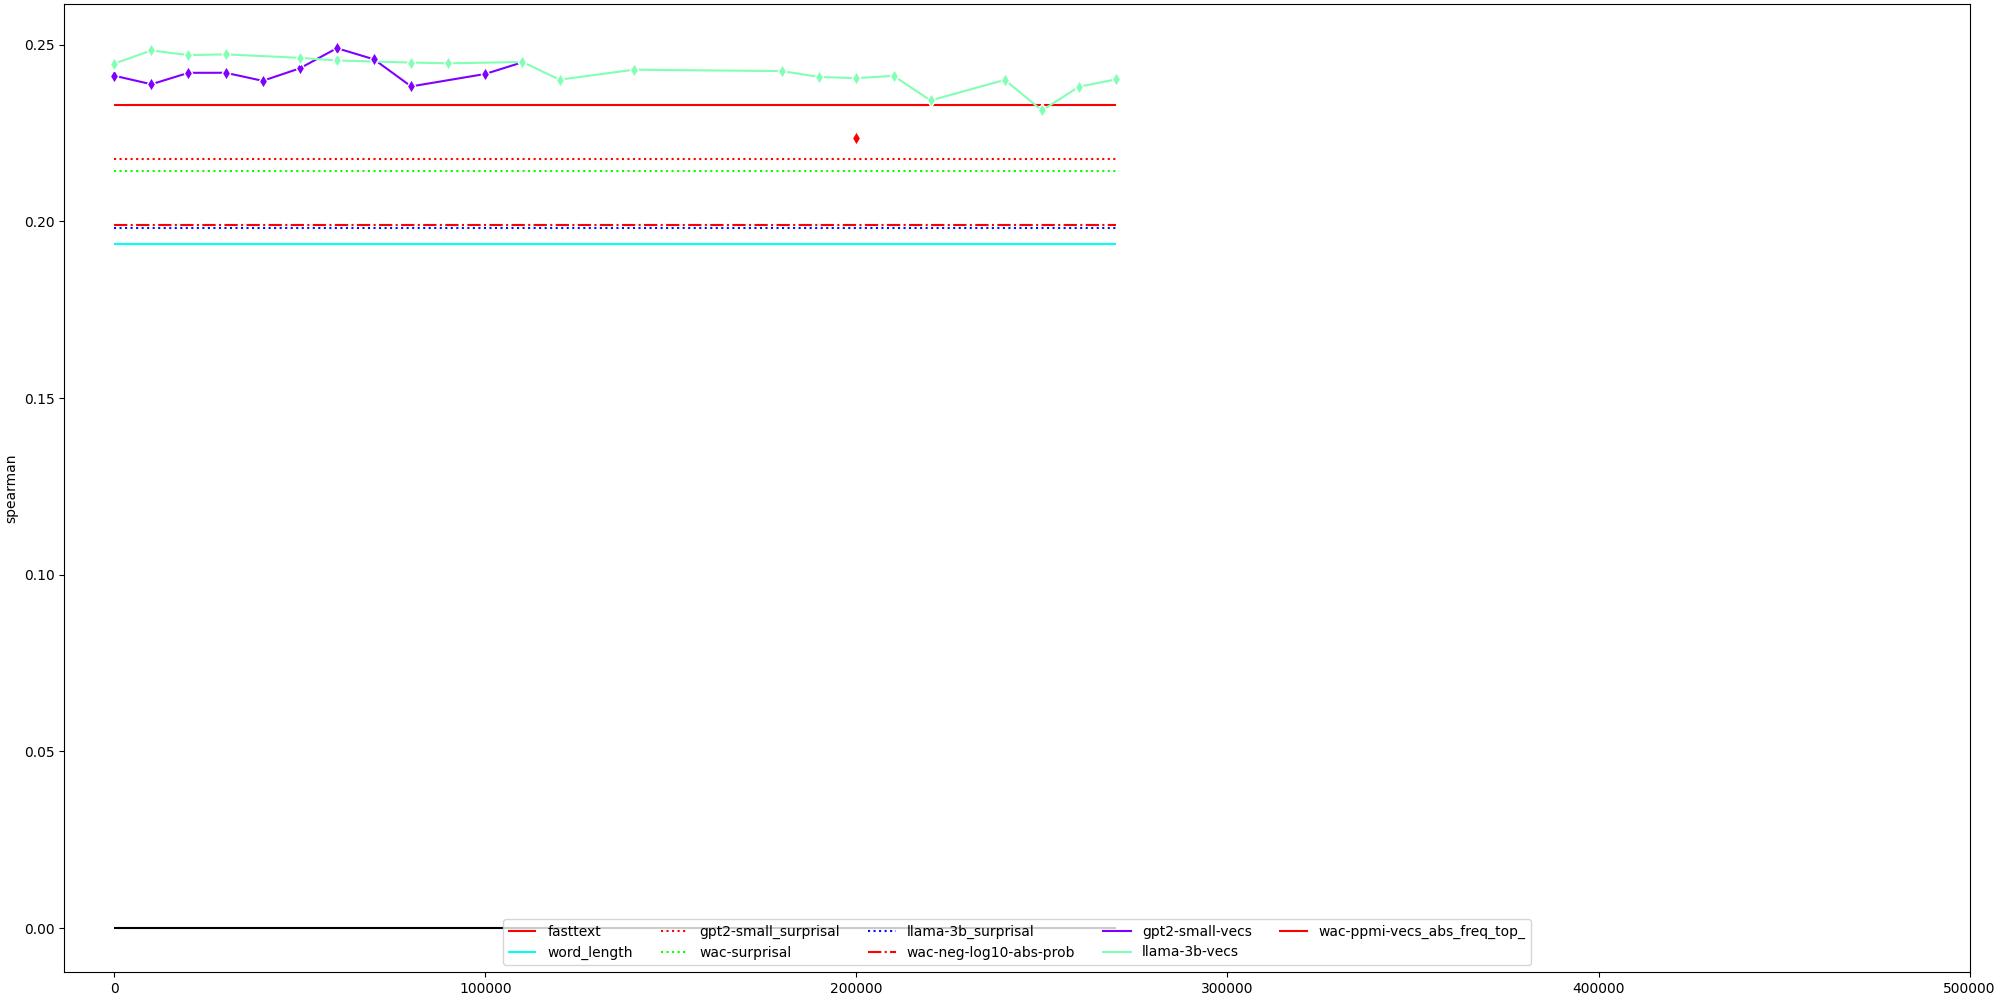 0.25
0.20
0.15
0.10
0.05
0.00
spearman
fasttext
word_length
gpt2-small_surprisal
wac-surprisal
llama-3b_surprisal
wac-neg-log10-abs-prob
gpt2-small-vecs
llama-3b-vecs
wac-ppmi-vecs_abs_freq_top_
0 100000 200000 300000 400000 500000